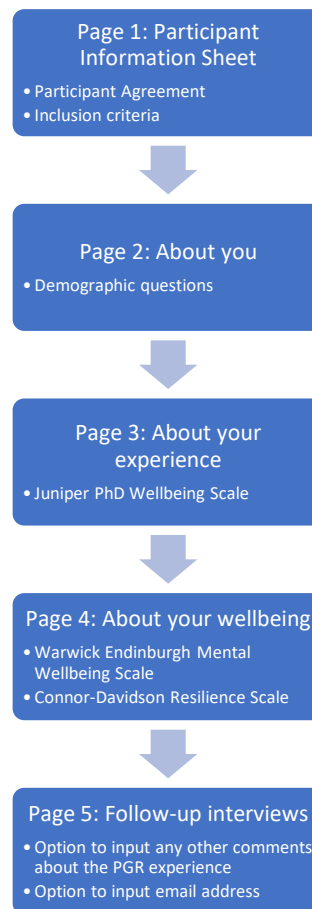 Page 1: Participant
Information Sheet
• Participant Agreement
• Inclusion criteria
Page 2: About you
• Demographic questions
Page 3: About your
experience
• Juniper PhD Wellbeing Scale
Page 4: About your wellbeing
• Warwick Endinburgh Mental
Wellbeing Scale
• Connor-Davidson Resilience Scale
Page 5: Follow-up interviews
• Option to input any other comments
about the PGR experience
• Option to input email address